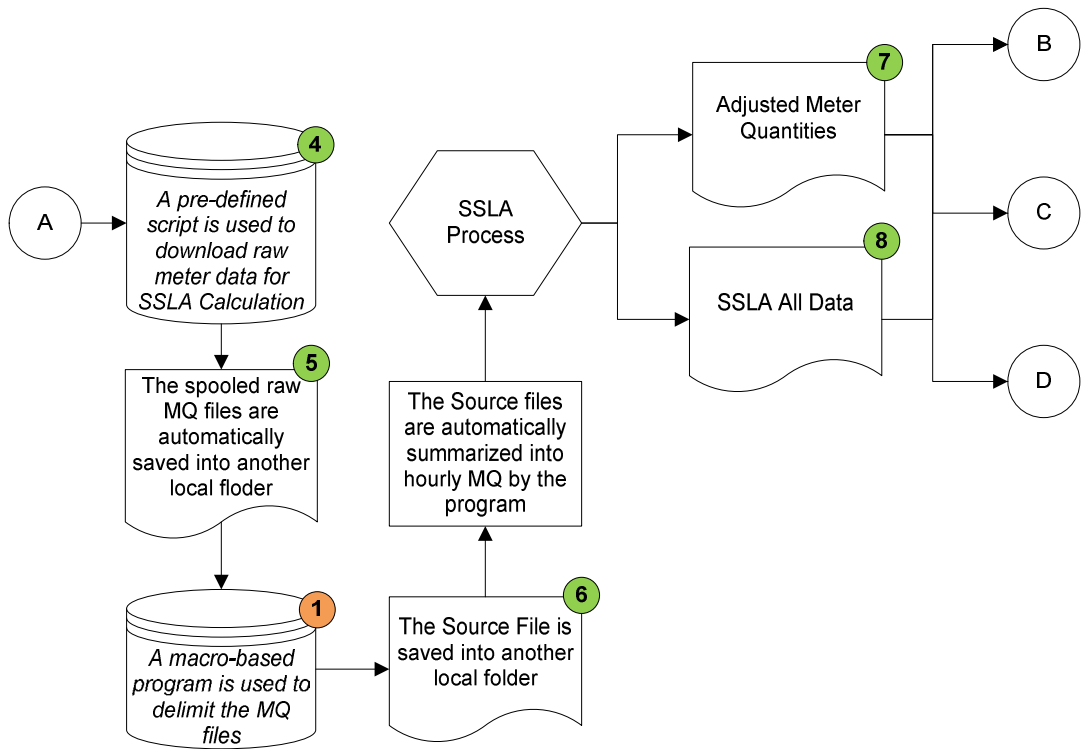 A
4
A pre-defined
script is used to
download raw
meter data for
SSLA Calculation
5
The spooled raw
MQ files are
automatically
saved into another
local floder
1
A macro-based
program is used to
delimit the MQ
files
6
The Source File is
saved into another
local folder
The Source files
are automatically
summarized into
hourly MQ by the
program
SSLA
Process
7
Adjusted Meter
Quantities
8
SSLA All Data
B
C
D